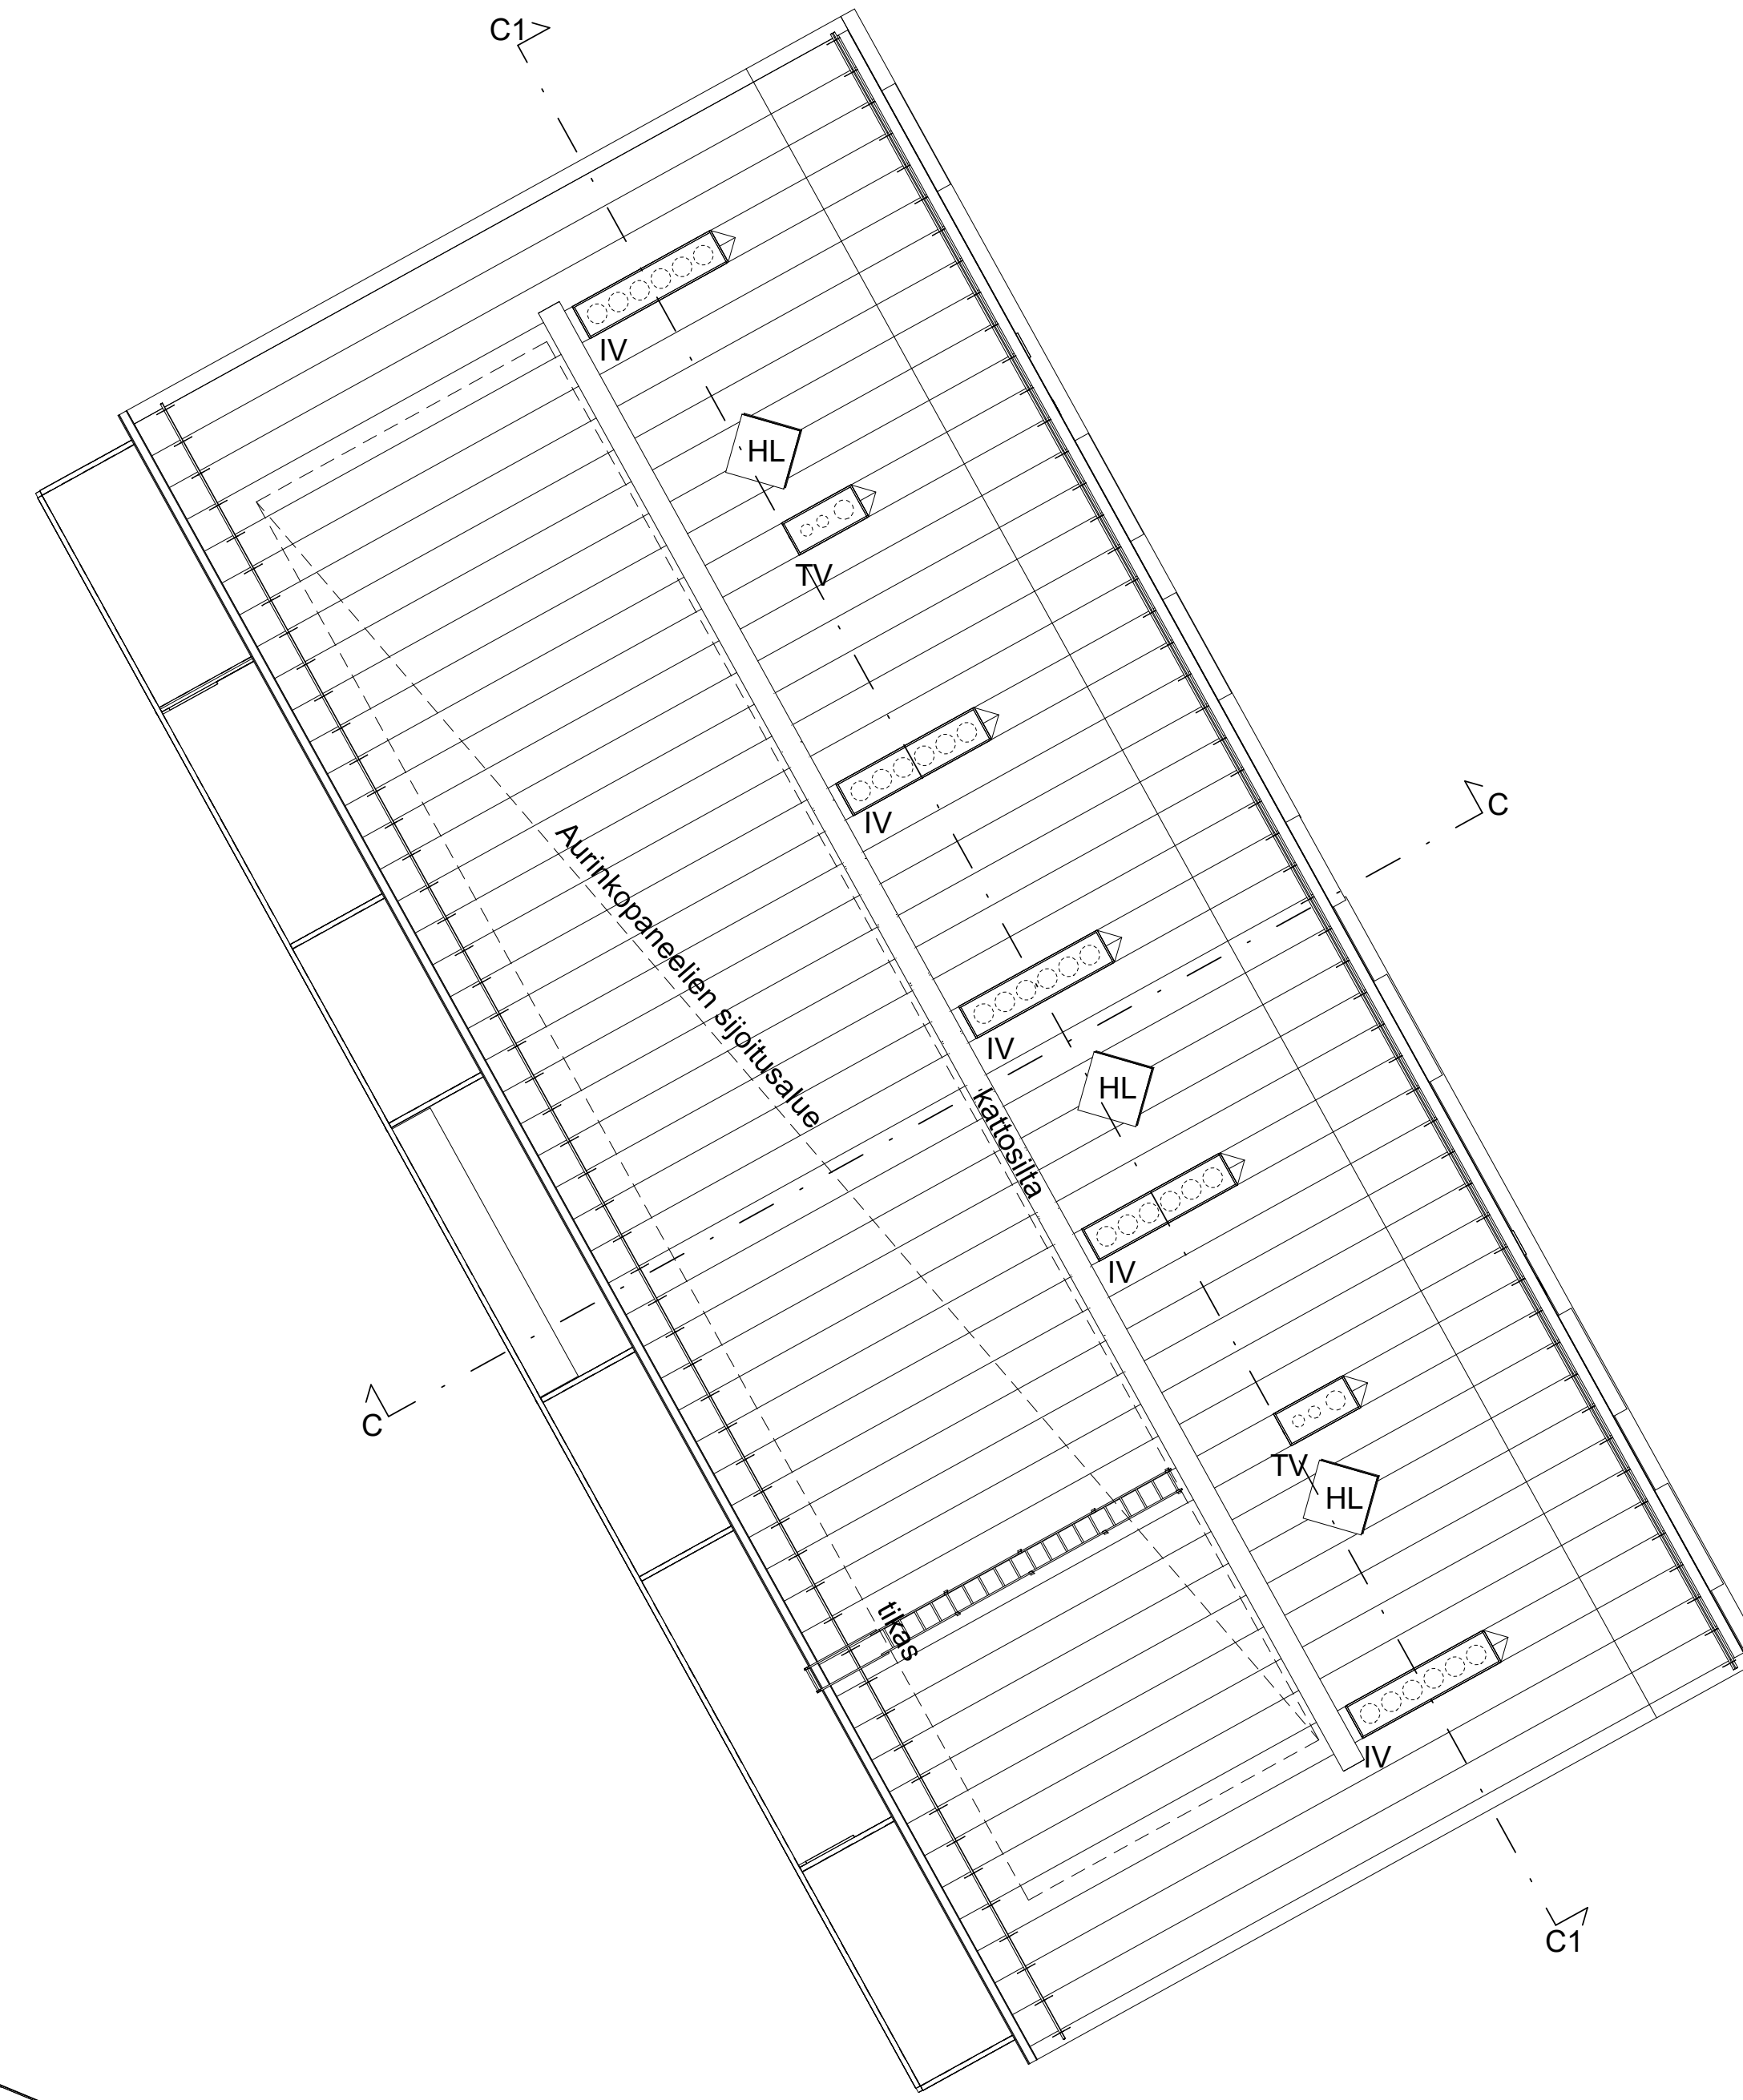 C1
IV
HL
TV
IV
C
Aurinkopaneelien sijoitusalue
IV
HL
kattosilta
IV
C
TV
HL
tikas
IV
C1